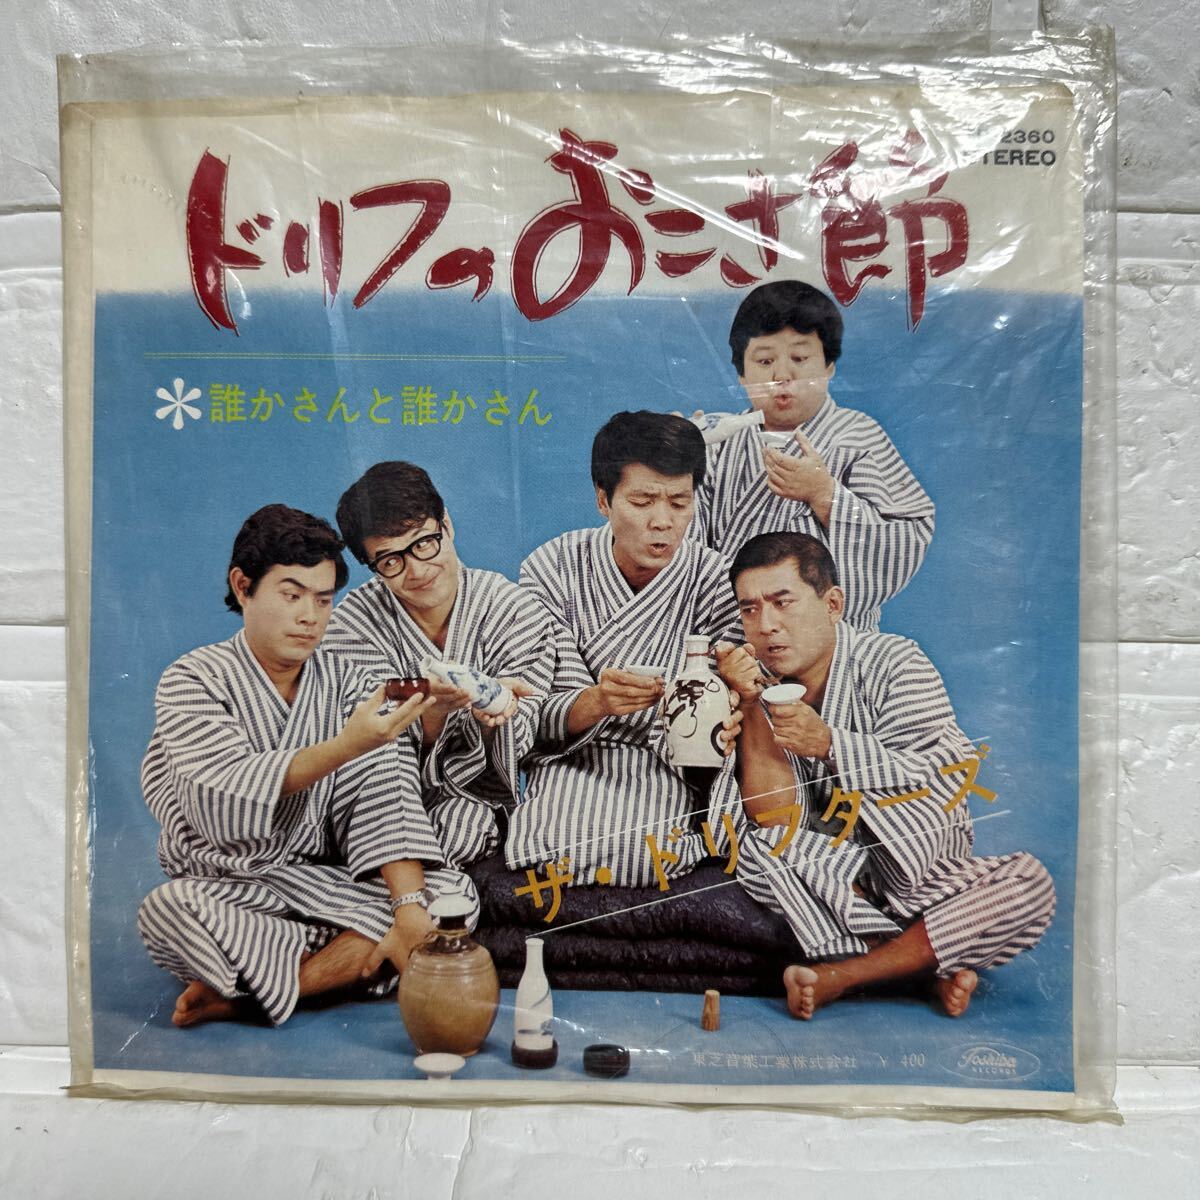 2360
STEREO
ドリフのおこさ節
*誰かさんと誰かさん
ザ・ドリフターズ
東芝音楽工業株式会社 ¥ 400
Toshiba
RECORDS